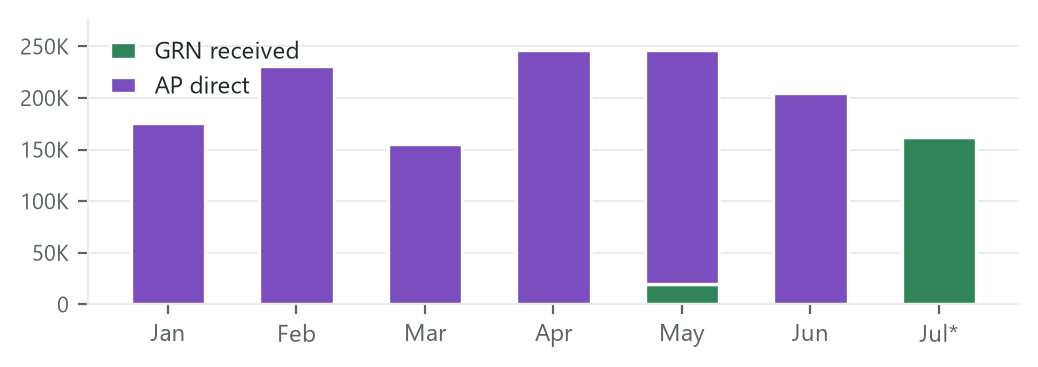 GRN received
AP direct
250K
200K
150K
100K
50K
0
Jan Feb Mar Apr May Jun Jul*